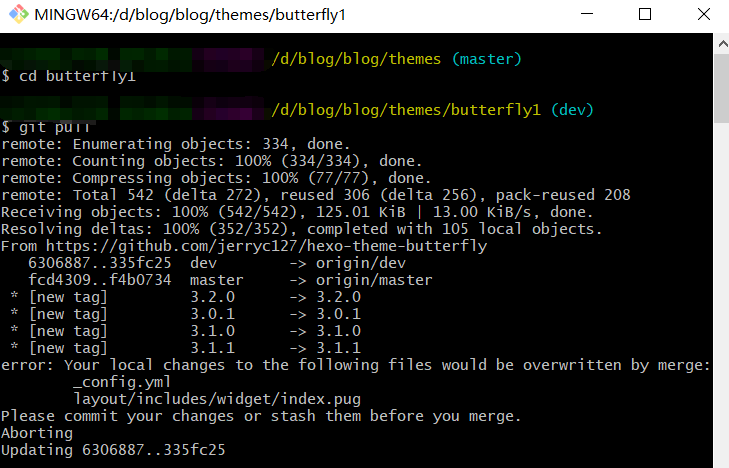 MINGW64:/d/blog/blog/themes/butterfly1
/d/blog/blog/themes (master)
$ cd butterfly1
/d/blog/blog/themes/butterfly1 (dev)
$ git pull
remote: Enumerating objects: 334, done.
remote: Counting objects: 100% (334/334), done.
remote: Compressing objects: 100% (77/77), done.
remote: Total 542 (delta 272), reused 306 (delta 256), pack-reused 208
Receiving objects: 100% (542/542), 125.01 KiB | 13.00 KiB/s, done.
Resolving deltas: 100% (352/352), completed with 105 local objects.
From https://github.com/jerryc127/hexo-theme-butterfly
   6306887..335fc25  dev        -> origin/dev
   fcd4309..f4b0734  master     -> origin/master
 * [new tag]         3.2.0      -> 3.2.0
 * [new tag]         3.0.1      -> 3.0.1
 * [new tag]         3.1.0      -> 3.1.0
 * [new tag]         3.1.1      -> 3.1.1
error: Your local changes to the following files would be overwritten by merge:
        _config.yml
        layout/includes/widget/index.pug
Please commit your changes or stash them before you merge.
Aborting
Updating 6306887..335fc25